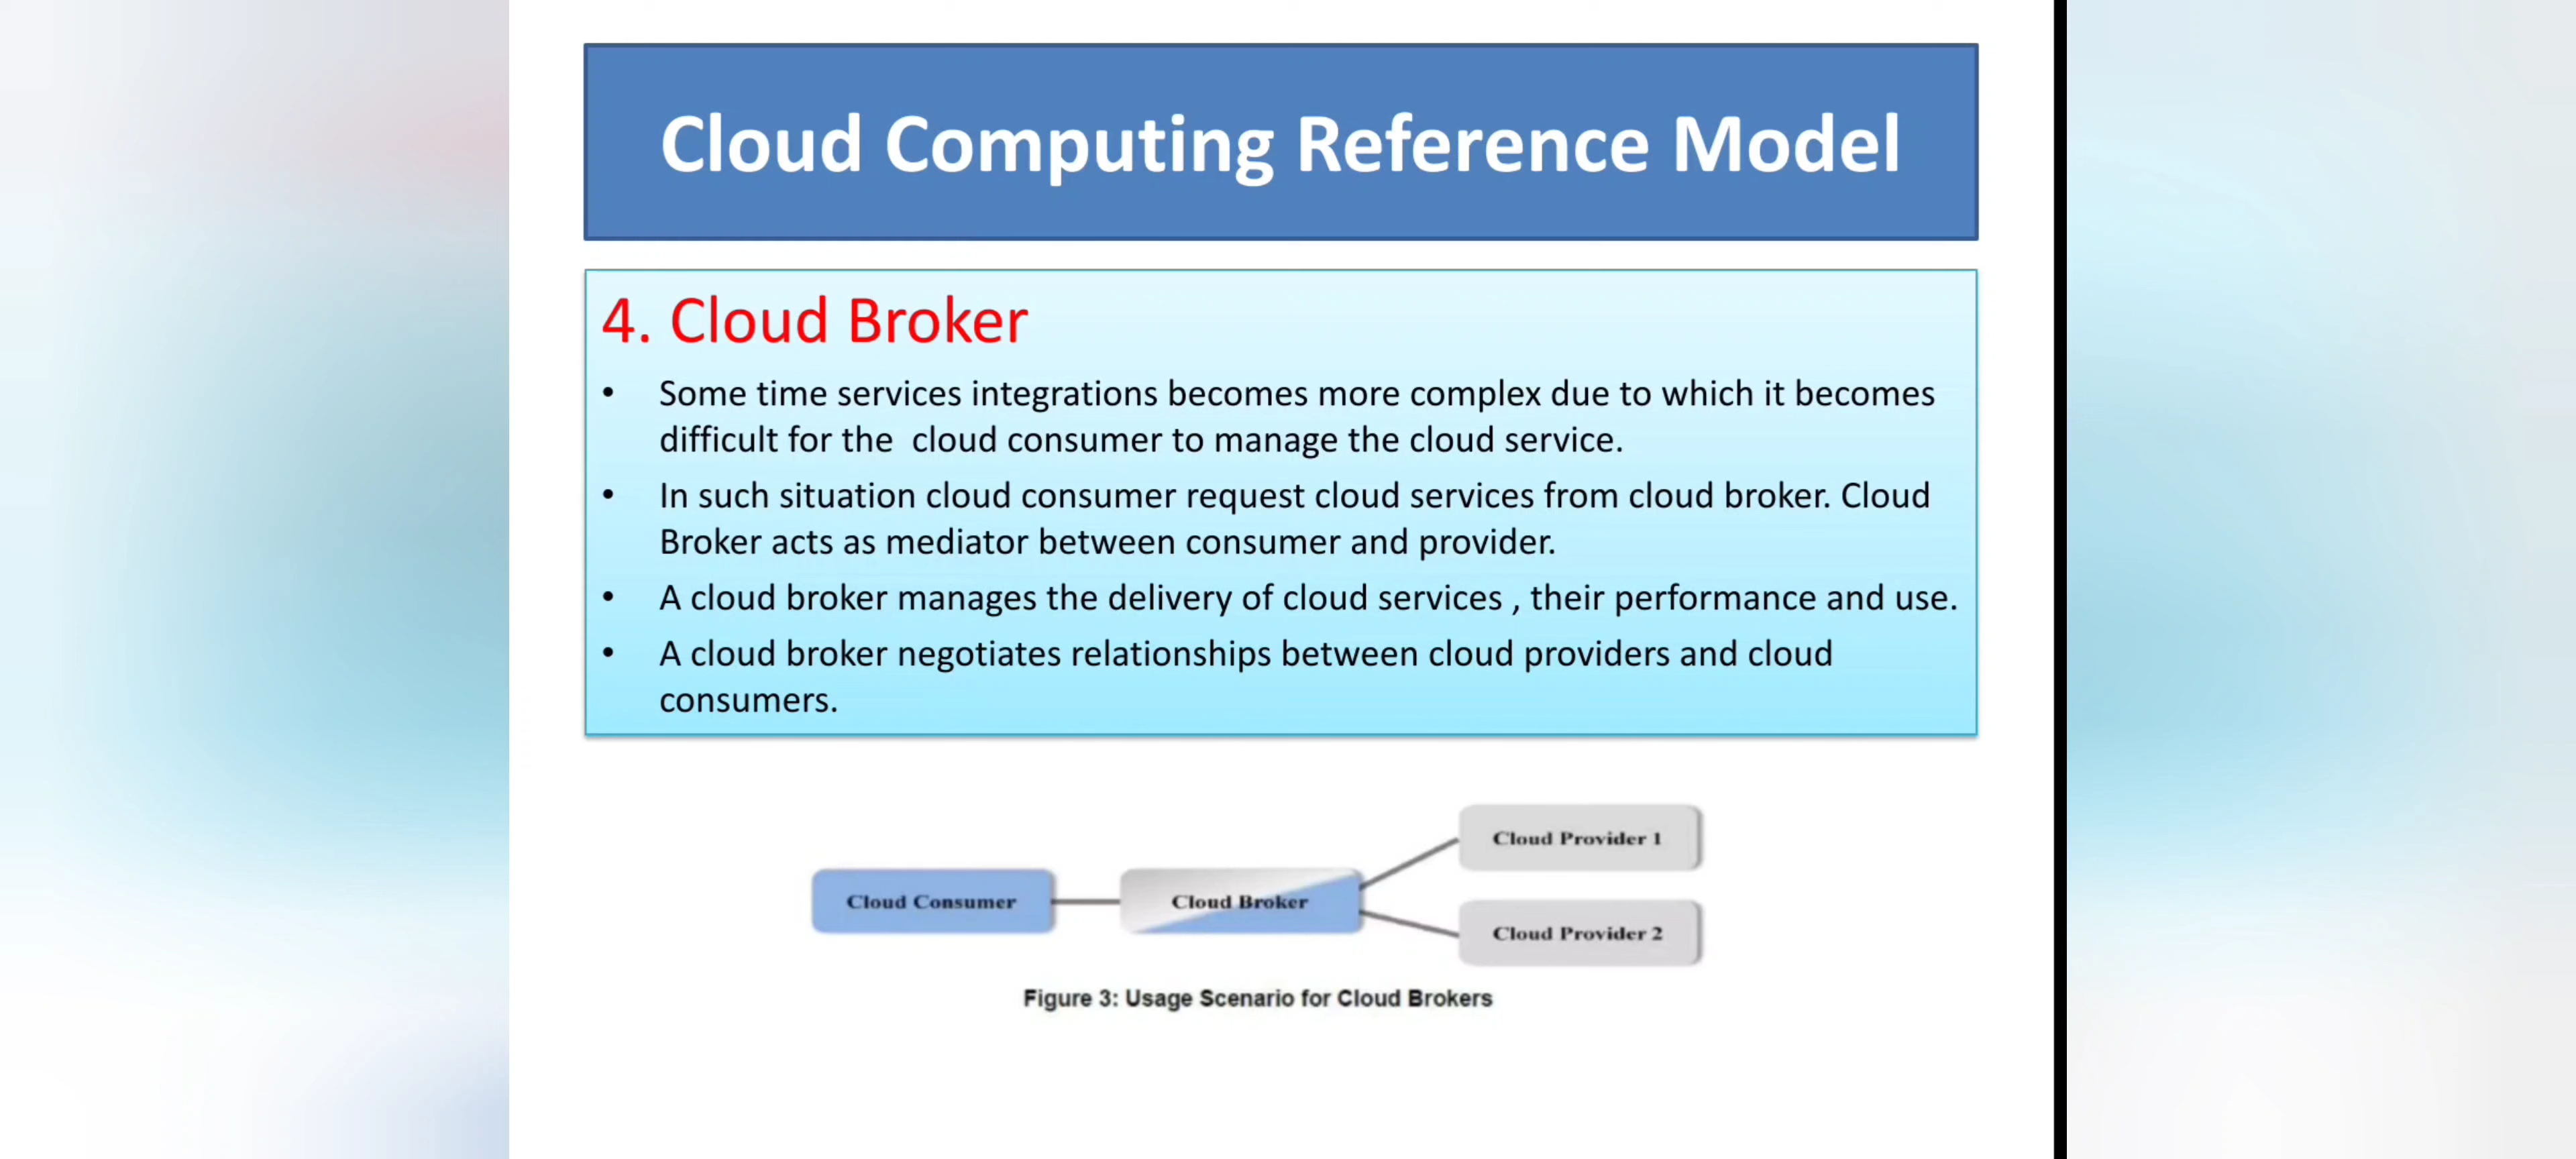 Cloud Computing Reference Model
4. Cloud Broker
• Some time services integrations becomes more complex due to which it becomes
difficult for the  cloud consumer to manage the cloud service.
• In such situation cloud consumer request cloud services from cloud broker. Cloud
Broker acts as mediator between consumer and provider.
• A cloud broker manages the delivery of cloud services , their performance and use.
• A cloud broker negotiates relationships between cloud providers and cloud
consumers.
Cloud Provider 1
Cloud Consumer
Cloud Broker
Cloud Provider 2
Figure 3: Usage Scenario for Cloud Brokers